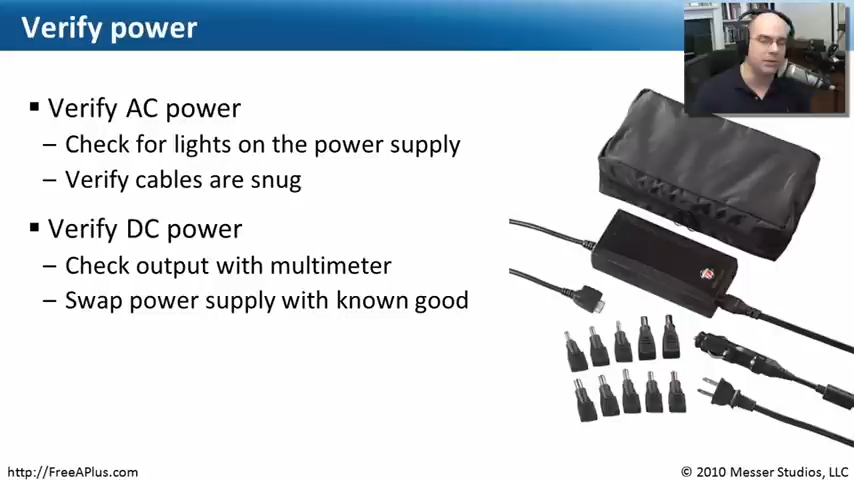 Verify power
▪ Verify AC power
– Check for lights on the power supply
– Verify cables are snug
▪ Verify DC power
– Check output with multimeter
– Swap power supply with known good
http://FreeAPlus.com
© 2010 Messer Studios, LLC